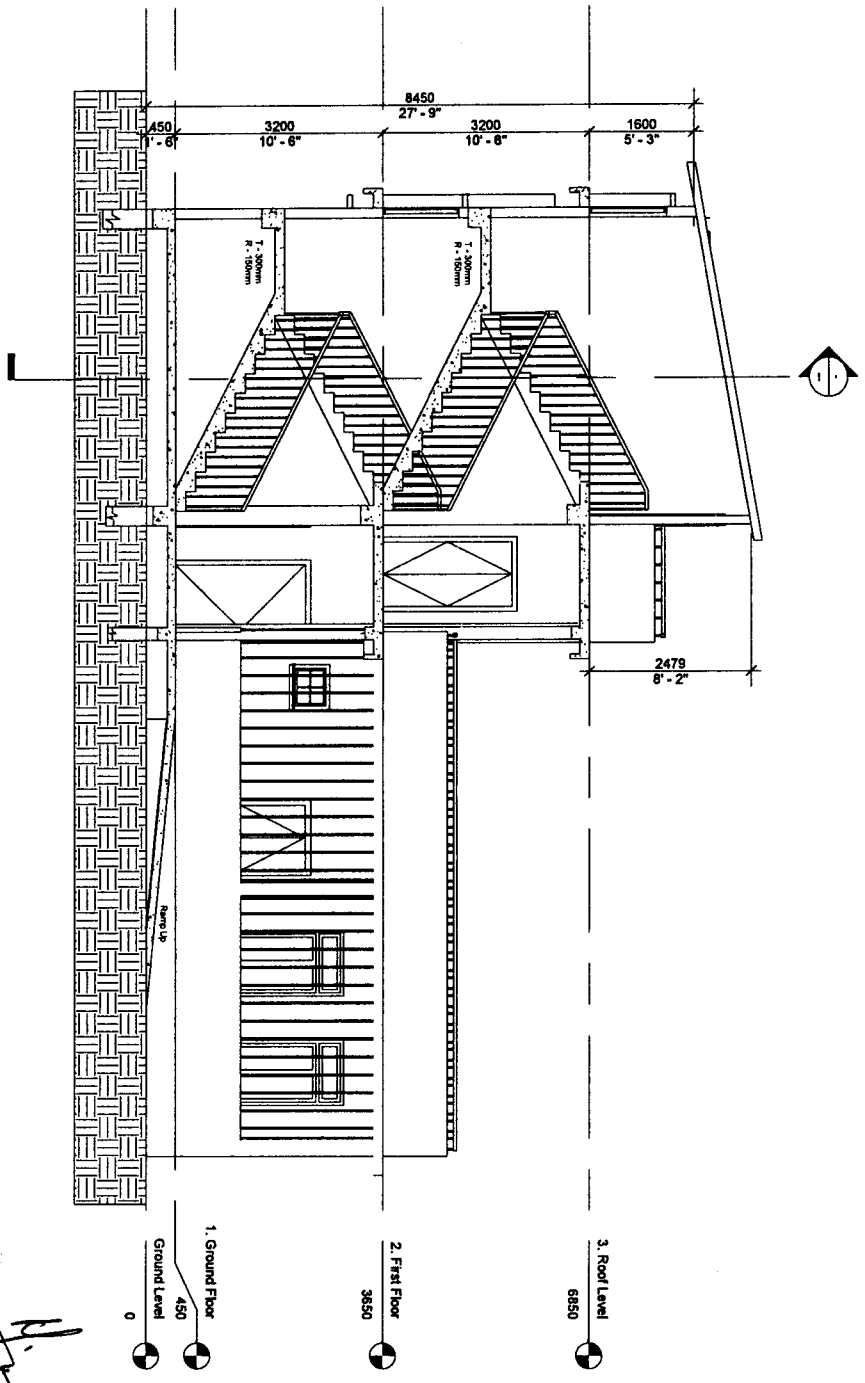 8450
27' - 9"
450
1' - 6"
3200
10' - 6"
3200
10' - 6"
1600
5' - 3"
T - 300mm
R - 150mm
T - 300mm
R - 150mm
2479
8' - 2"
Ramp Up
3. Roof Level
6850
2. First Floor
3650
1. Ground Floor
450
Ground Level
0